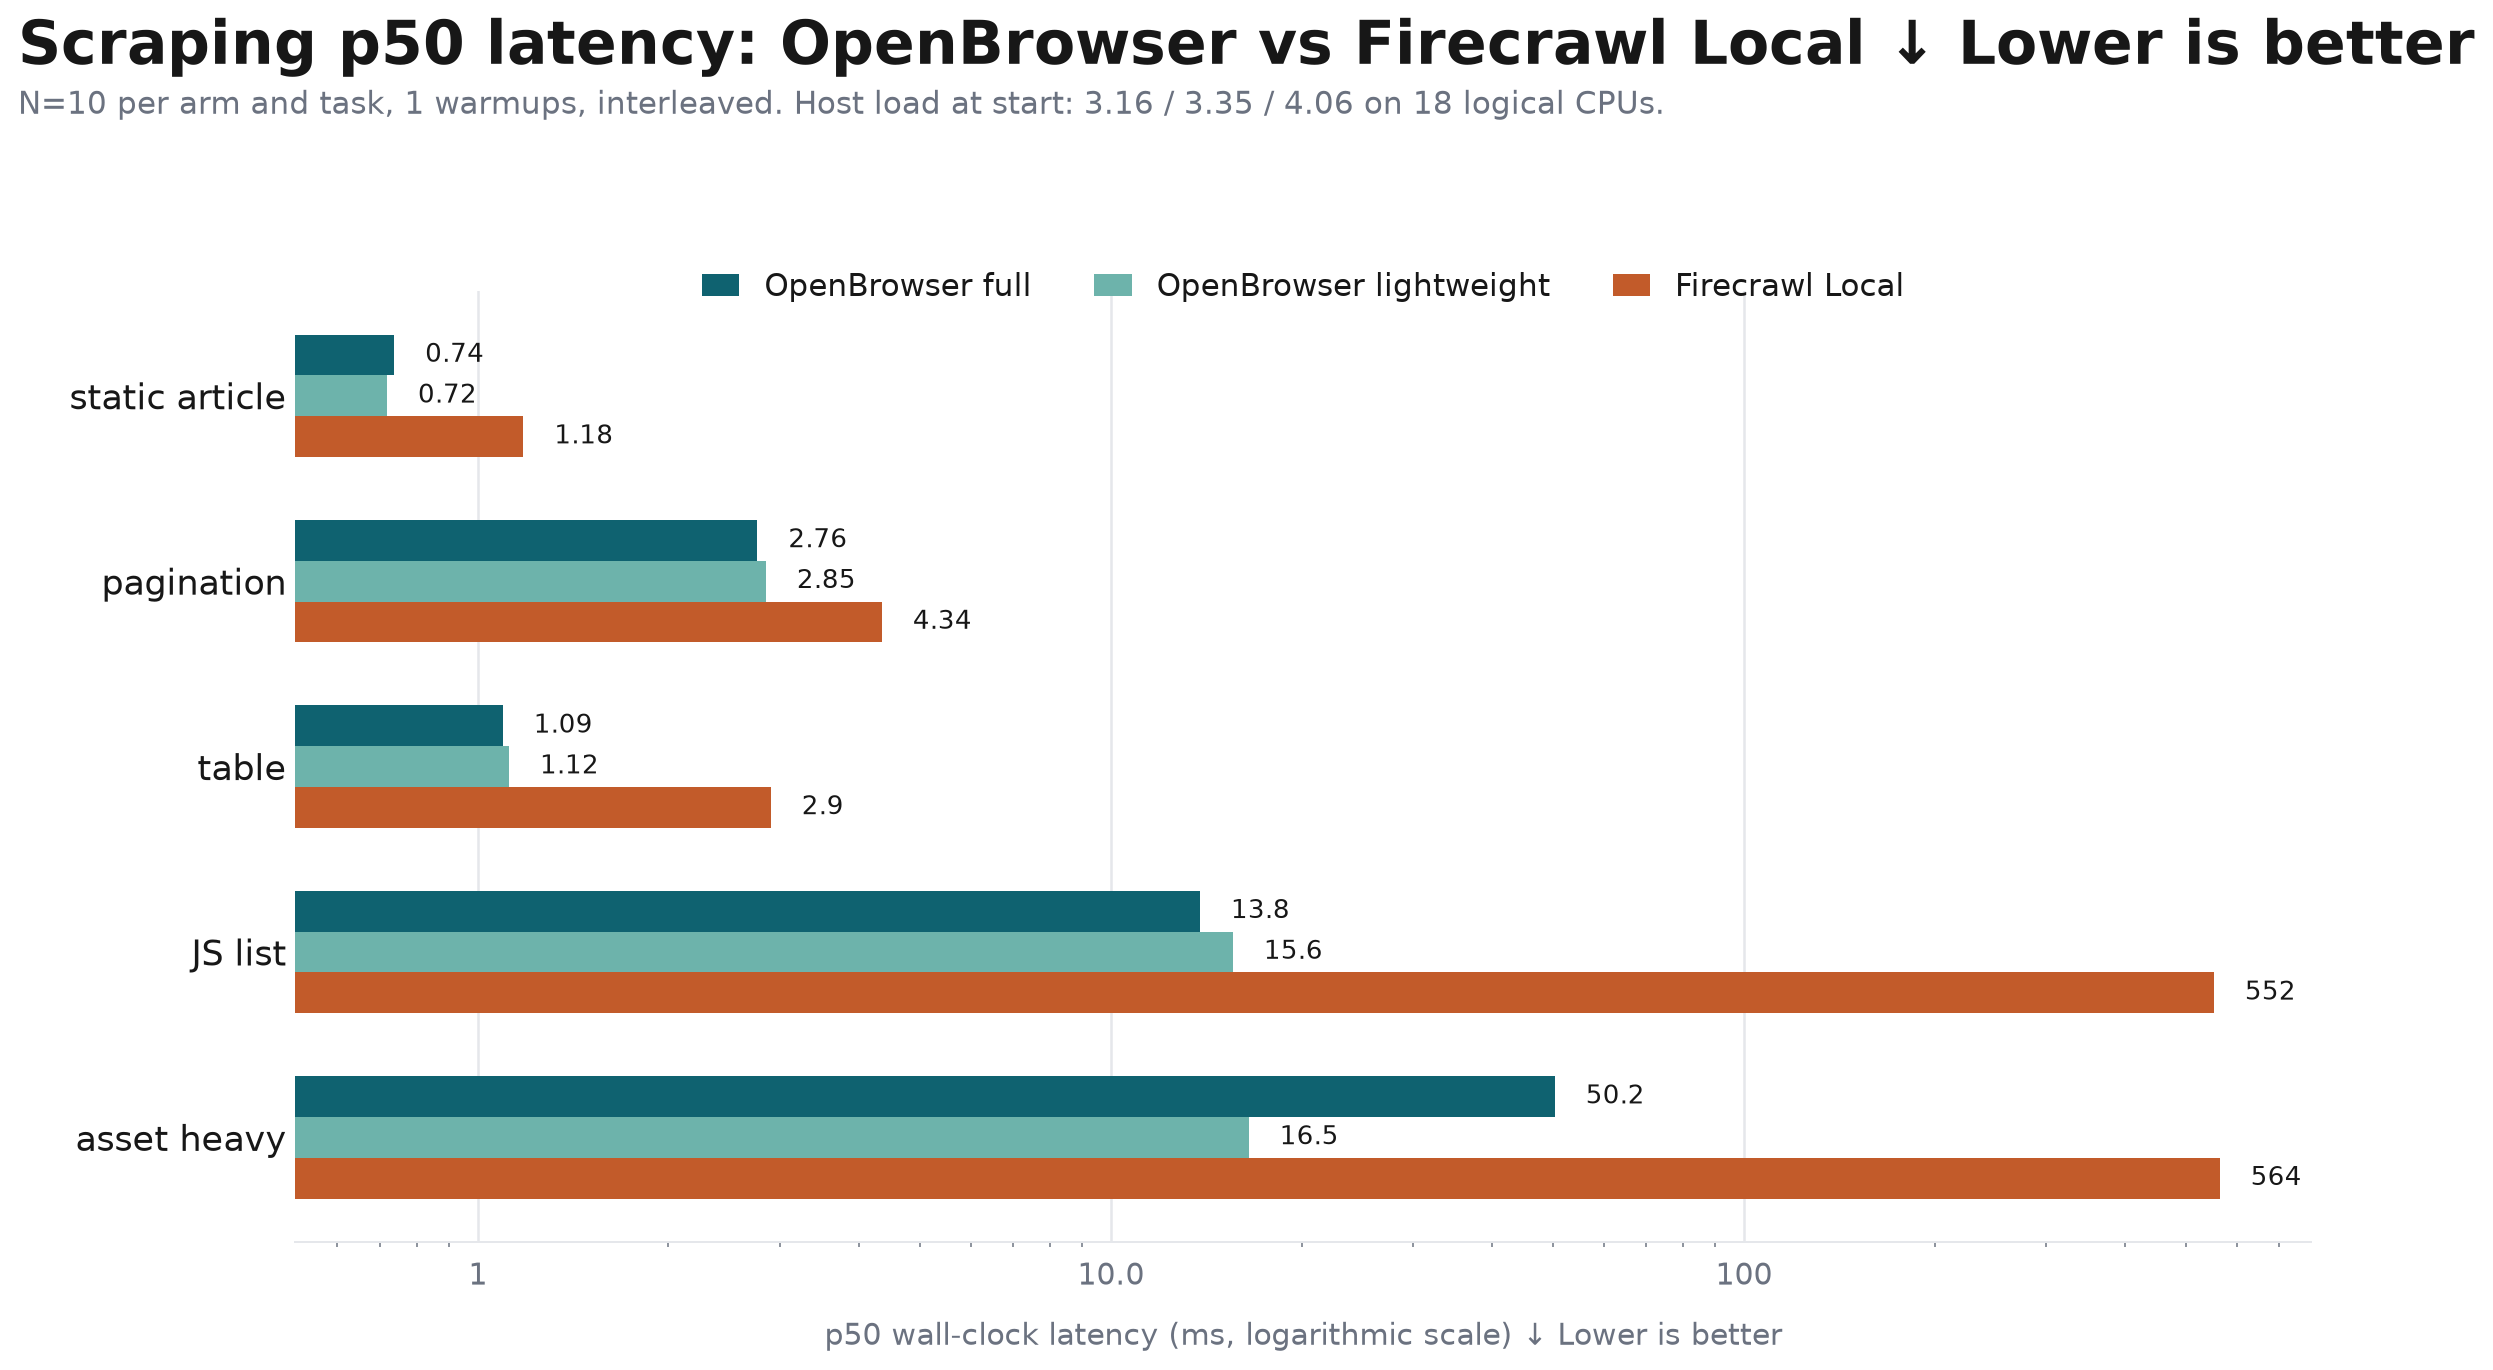 Scraping p50 latency: OpenBrowser vs Firecrawl Local ↓ Lower is better
N=10 per arm and task, 1 warmups, interleaved. Host load at start: 3.16 / 3.35 / 4.06 on 18 logical CPUs.
OpenBrowser full OpenBrowser lightweight Firecrawl Local
static article
0.74
0.72
1.18
pagination
2.76
2.85
4.34
table
1.09
1.12
2.9
JS list
13.8
15.6
552
asset heavy
50.2
16.5
564
1 10.0 100
p50 wall-clock latency (ms, logarithmic scale) ↓ Lower is better